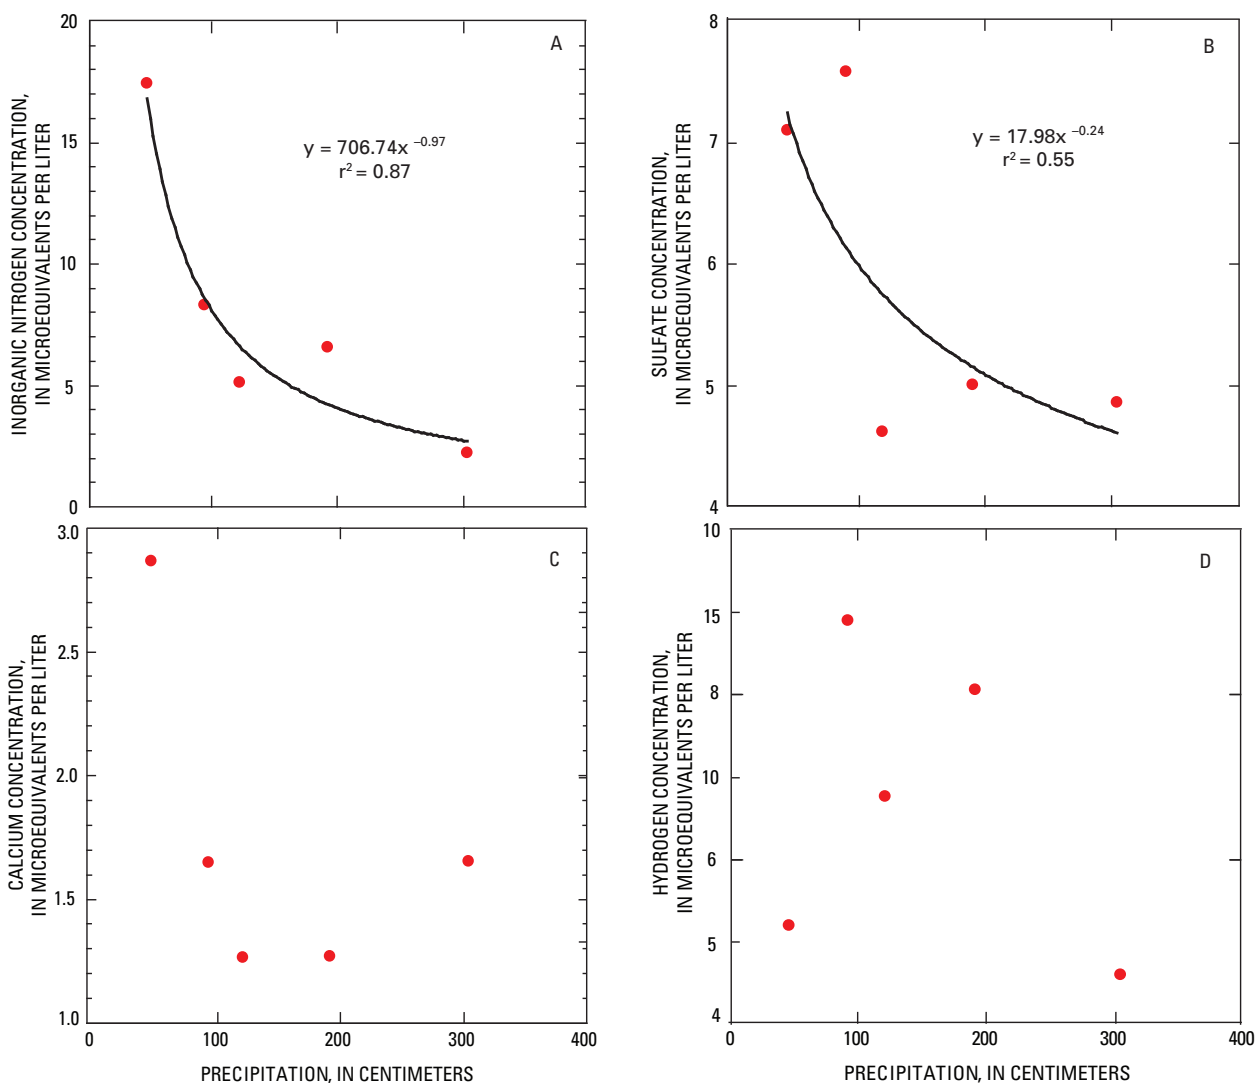 INORGANIC NITROGEN CONCENTRATION,
IN MICROEQUIVALENTS PER LITER
20
15
10
5
0
A
y = 706.74x −0.97
r2 = 0.87
SULFATE CONCENTRATION,
IN MICROEQUIVALENTS PER LITER
8
7
6
5
4
B
y = 17.98x −0.24
r2 = 0.55
CALCIUM CONCENTRATION,
IN MICROEQUIVALENTS PER LITER
3.0
2.5
2.0
1.5
1.0
C
0 100 200 300 400
PRECIPITATION, IN CENTIMETERS
HYDROGEN CONCENTRATION,
IN MICROEQUIVALENTS PER LITER
10
15
8
10
6
5
4
D
0 100 200 300 400
PRECIPITATION, IN CENTIMETERS